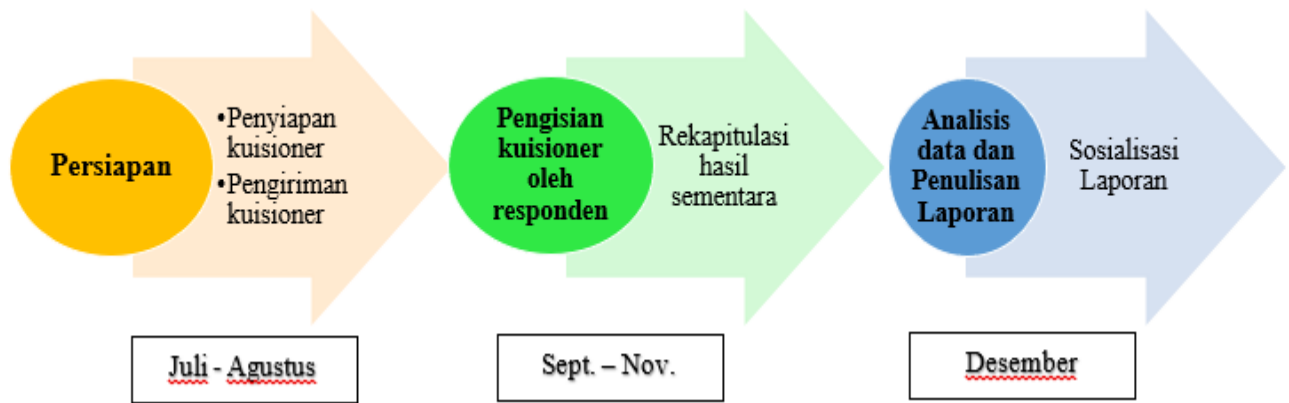 Persiapan
•Penyiapan
kuisioner
•Pengiriman
kuisioner
Pengisian
kuisioner
oleh
responden
Rekapitulasi
hasil
sementara
Analisis
data dan
Penulisan
Laporan
Sosialisasi
Laporan
Juli - Agustus
Sept. – Nov.
Desember